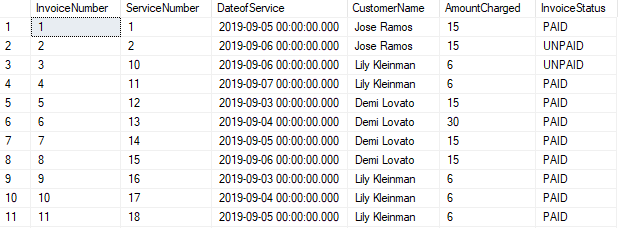 InvoiceNumber ServiceNumber DateofService CustomerName AmountCharged InvoiceStatus
1 1 1 2019-09-05 00:00:00.000 Jose Ramos 15 PAID
2 2 2 2019-09-06 00:00:00.000 Jose Ramos 15 UNPAID
3 3 10 2019-09-06 00:00:00.000 Lily Kleinman 6 UNPAID
4 4 11 2019-09-07 00:00:00.000 Lily Kleinman 6 PAID
5 5 12 2019-09-03 00:00:00.000 Demi Lovato 15 PAID
6 6 13 2019-09-04 00:00:00.000 Demi Lovato 30 PAID
7 7 14 2019-09-05 00:00:00.000 Demi Lovato 15 PAID
8 8 15 2019-09-06 00:00:00.000 Demi Lovato 15 PAID
9 9 16 2019-09-03 00:00:00.000 Lily Kleinman 6 PAID
10 10 17 2019-09-04 00:00:00.000 Lily Kleinman 6 PAID
11 11 18 2019-09-05 00:00:00.000 Lily Kleinman 6 PAID